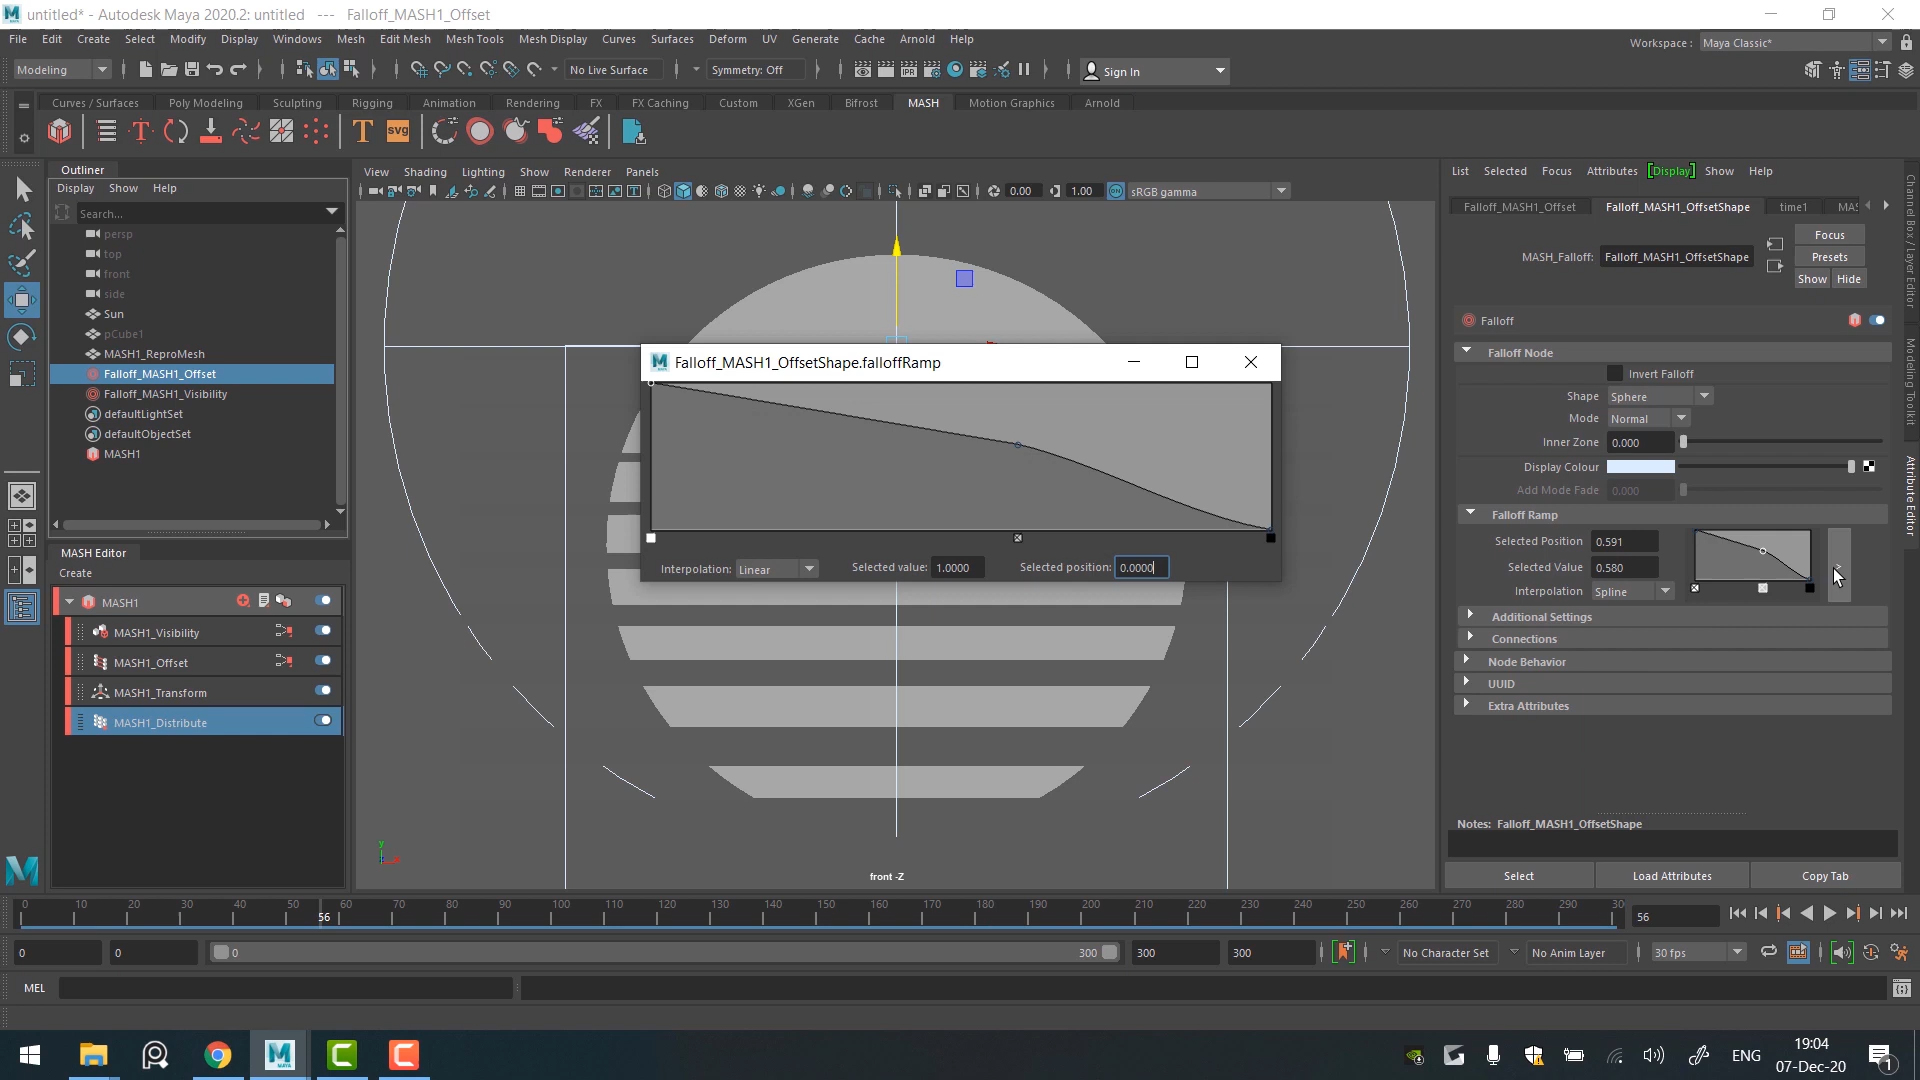 untitled* - Autodesk Maya 2020.2: untitled   ---   Falloff_MASH1_Offset
File Edit Create Select Modify Display Windows Mesh Edit Mesh Mesh Tools Mesh Display Curves Surfaces Deform UV Generate Cache Arnold Help
Workspace : Maya Classic*
Modeling No Live Surface Symmetry: Off Sign In
Curves / Surfaces Poly Modeling Sculpting Rigging Animation Rendering FX FX Caching Custom XGen Bifrost MASH Motion Graphics Arnold
Outliner
Display Show Help
Search...
persp
top
front
side
Sun
pCube1
MASH1_ReproMesh
Falloff_MASH1_Offset
Falloff_MASH1_Visibility
defaultLightSet
defaultObjectSet
MASH1
MASH Editor
Create
MASH1
MASH1_Visibility
MASH1_Offset
MASH1_Transform
MASH1_Distribute
View Shading Lighting Show Renderer Panels
0.00 1.00 sRGB gamma
Falloff_MASH1_OffsetShape.falloffRamp
Interpolation: Linear Selected value: 1.0000 Selected position: 0.0000
front -Z
List Selected Focus Attributes Display Show Help
Falloff_MASH1_Offset Falloff_MASH1_OffsetShape time1
MASH_Falloff: Falloff_MASH1_OffsetShape
Focus
Presets
Show Hide
Falloff
Falloff Node
Invert Falloff
Shape Sphere
Mode Normal
Inner Zone 0.000
Display Colour
Add Mode Fade 0.000
Falloff Ramp
Selected Position 0.591
Selected Value 0.580
Interpolation Spline
Additional Settings
Connections
Node Behavior
UUID
Extra Attributes
Notes: Falloff_MASH1_OffsetShape
Select Load Attributes Copy Tab
Channel Box / Layer Editor
Modeling Toolkit
Attribute Editor
0 10 20 30 40 50 60 70 80 90 100 110 120 130 140 150 160 170 180 190 200 210 220 230 240 250 260 270 280 290 30
56
56
0 0 0 300 300 300 No Character Set No Anim Layer 30 fps
MEL
ENG
19:04
07-Dec-20
1